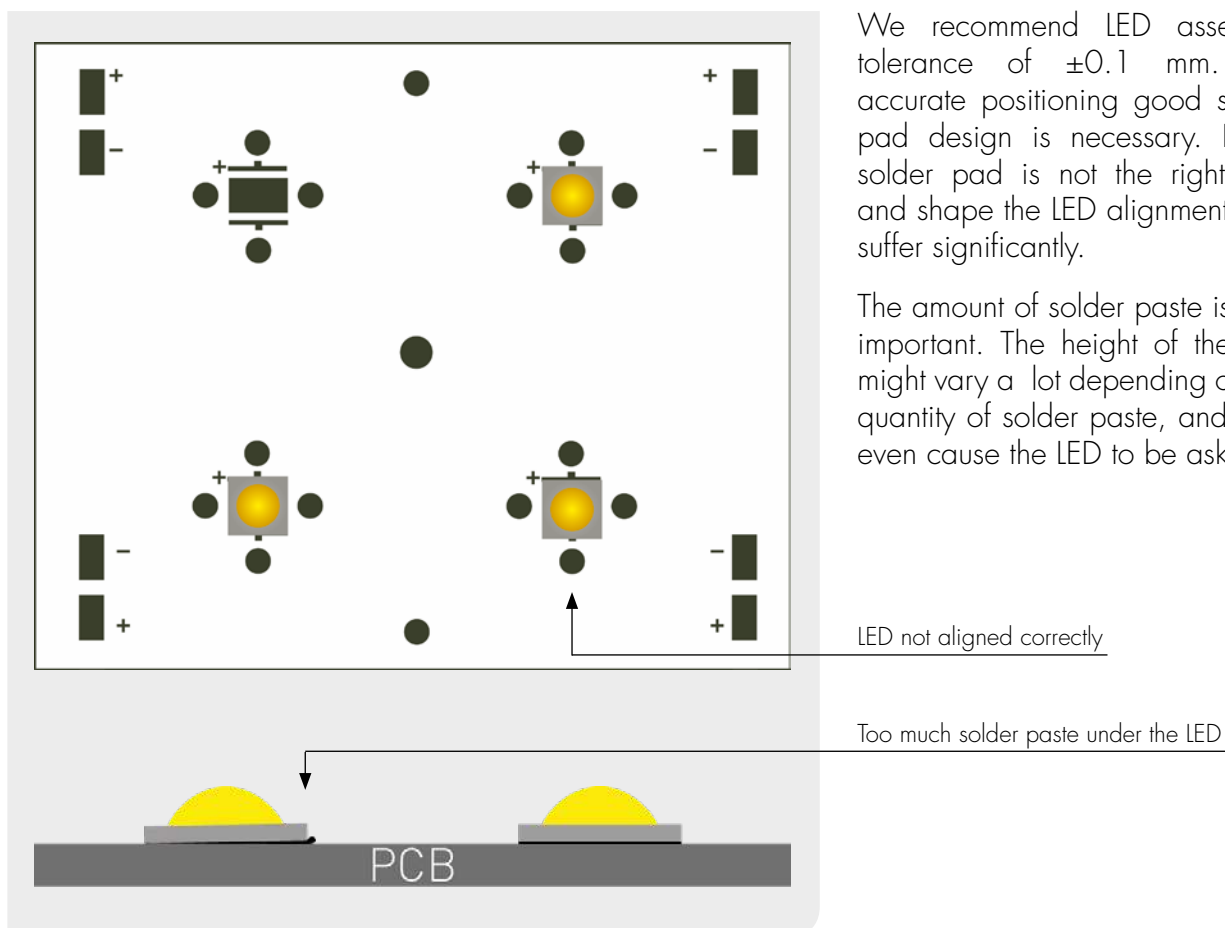 We recommend LED asse
tolerance of ±0.1 mm.
accurate positioning good s
pad design is necessary. I
solder pad is not the right
and shape the LED alignment
suffer significantly.
The amount of solder paste is
important. The height of the
might vary a lot depending o
quantity of solder paste, and
even cause the LED to be ask
+ +
− −
+ +
+ +
− −
+ +
LED not aligned correctly
Too much solder paste under the LED
PCB